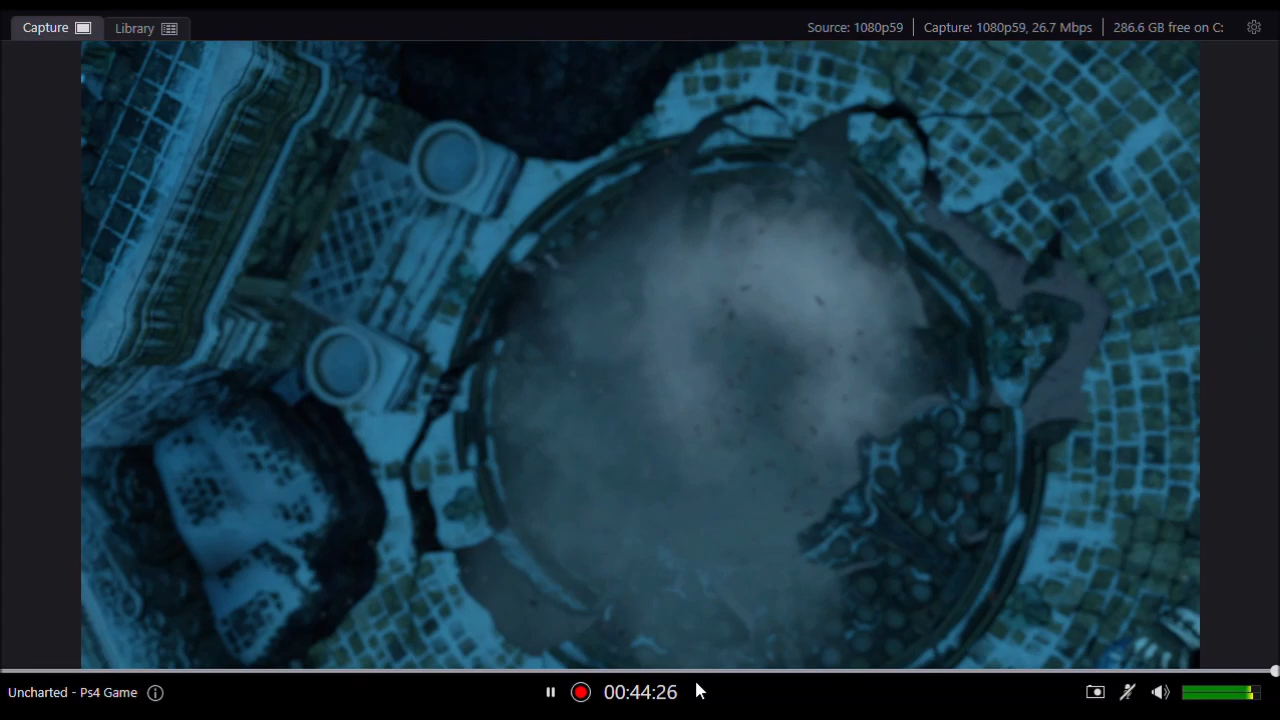 Capture
Library
Source: 1080p59
Capture: 1080p59, 26.7 Mbps
286.6 GB free on C:
Uncharted - Ps4 Game
00:44:26